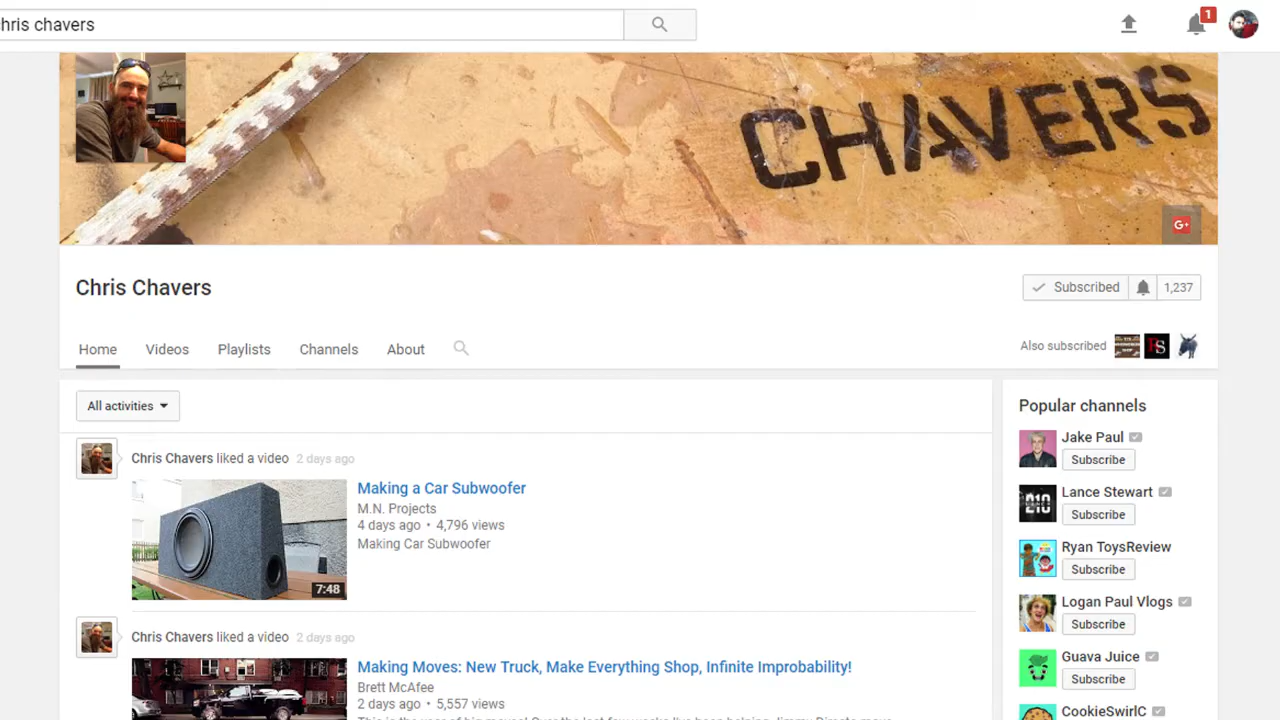 hris chavers
1
CHAVERS
G+
Chris Chavers
Subscribed
1,237
Home
Videos
Playlists
Channels
About
Also subscribed
All activities
Popular channels
Chris Chavers liked a video 2 days ago
7:48
Making a Car Subwoofer
M.N. Projects
4 days ago • 4,796 views
Making Car Subwoofer
Chris Chavers liked a video 2 days ago
Making Moves: New Truck, Make Everything Shop, Infinite Improbability!
Brett McAfee
2 days ago • 5,557 views
Jake Paul
Subscribe
Lance Stewart
Subscribe
Ryan ToysReview
Subscribe
Logan Paul Vlogs
Subscribe
Guava Juice
Subscribe
CookieSwirlC